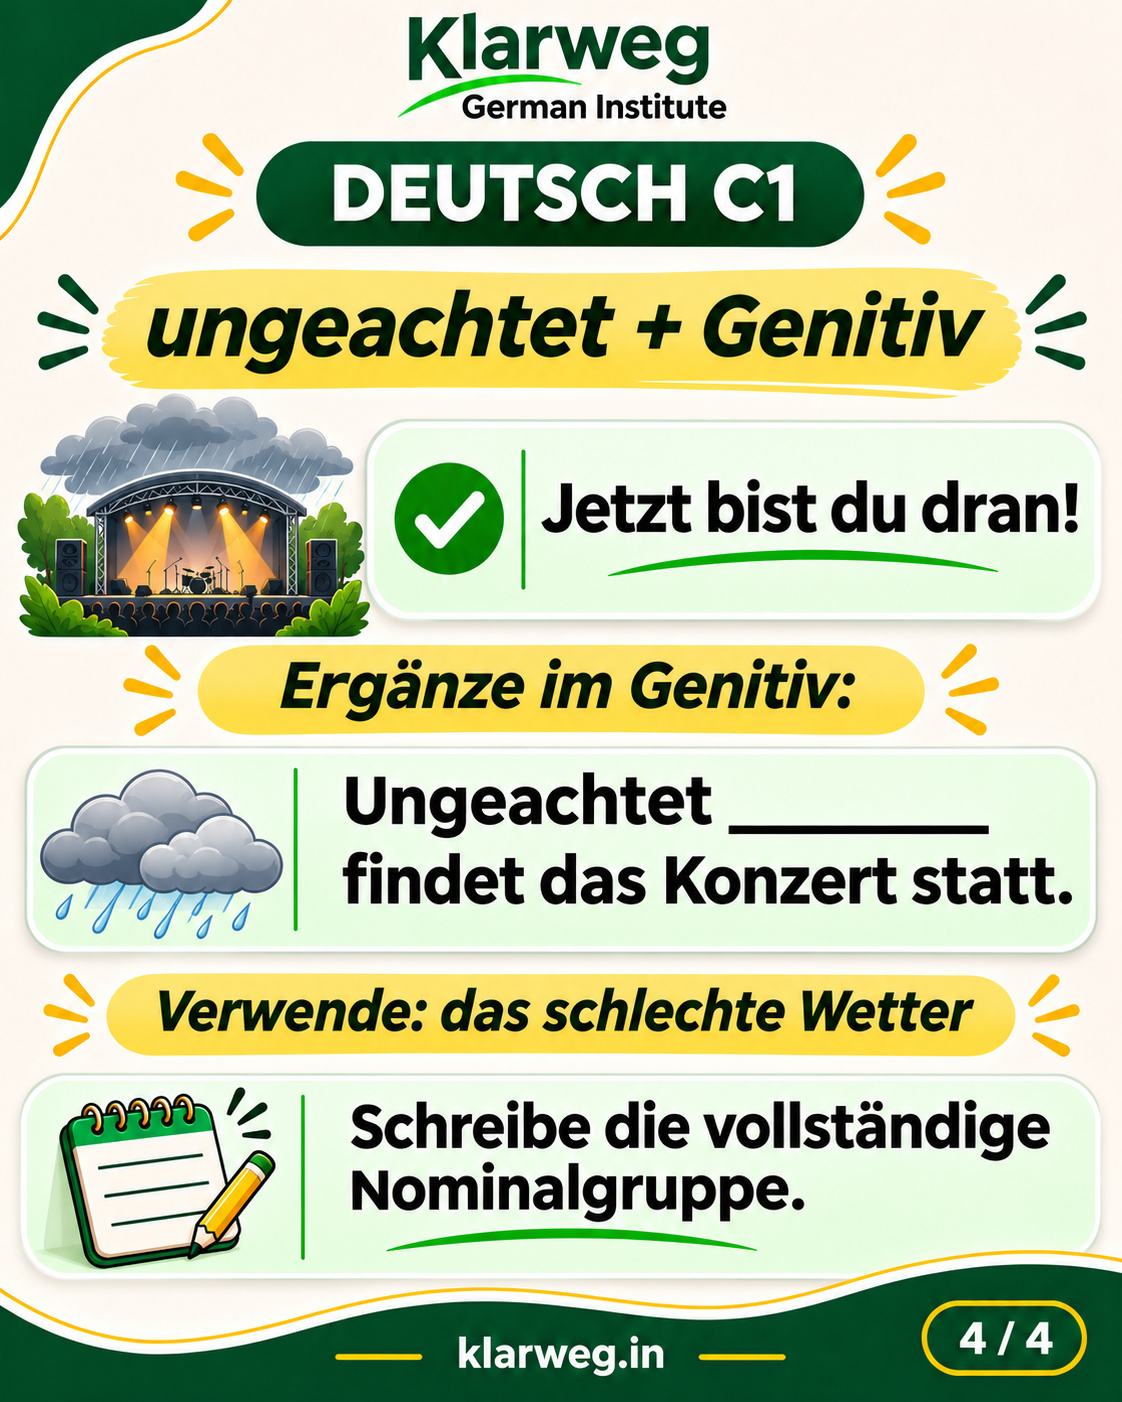 Klarweg
German Institute
DEUTSCH C1
ungeachtet + Genitiv
Jetzt bist du dran!
Ergänze im Genitiv:
Ungeachtet ________
findet das Konzert statt.
Verwende: das schlechte Wetter
Schreibe die vollständige
Nominalgruppe.
klarweg.in
4 / 4